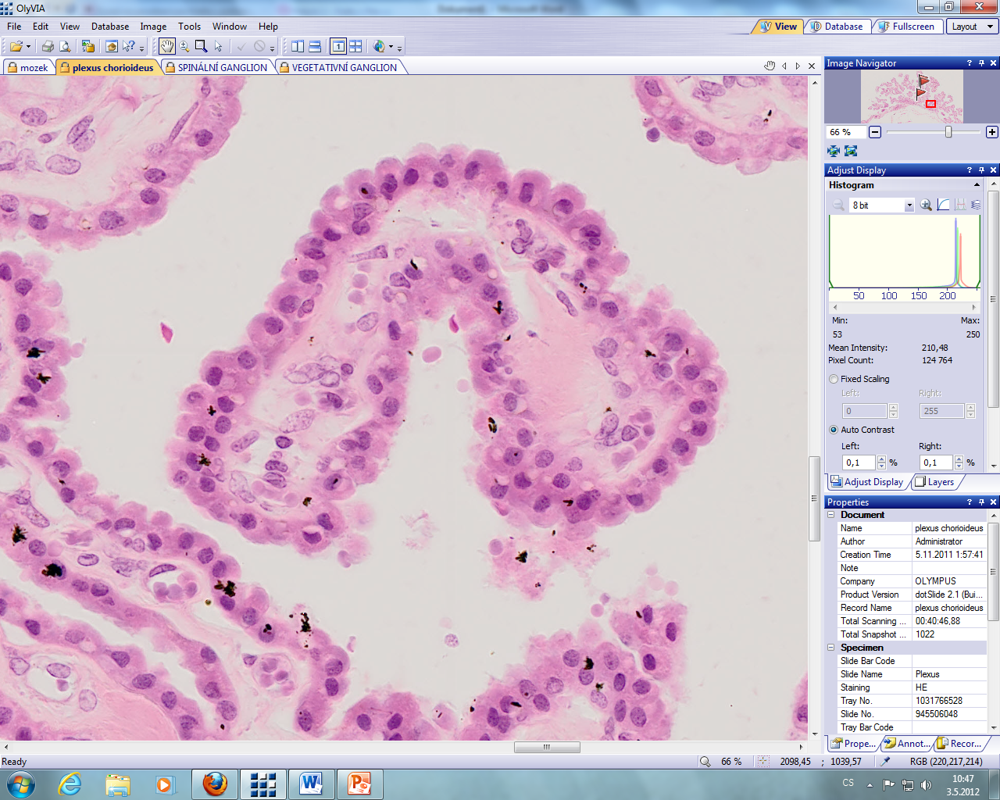 OlyVIA
File Edit View Database Image Tools Window Help
View Database Fullscreen Layout
mozek plexus chorioideus SPINÁLNÍ GANGLION VEGETATIVNÍ GANGLION
Image Navigator
66 %
Adjust Display
Histogram
8 bit
50 100 150 200
Min: Max:
53 250
Mean Intensity: 210,48
Pixel Count: 124 764
Fixed Scaling
Left: Right:
0 255
Auto Contrast
Left: Right:
0,1 % 0,1 %
Adjust Display Layers
Properties
Document
Name plexus chorioideus
Author Administrator
Creation Time 5.11.2011 1:57:41
Note
Company OLYMPUS
Product Version dotSlide 2.1 (Bui...
Record Name plexus chorioideus
Total Scanning ... 00:40:46,88
Total Snapshot ... 1022
Specimen
Slide Bar Code
Slide Name Plexus
Staining HE
Tray No. 1031766528
Slide No. 945506048
Tray Bar Code
Prope... Annot... Recor...
Ready 66 % 2098,45 ; 1039,57 RGB (220,217,214)
CS 10:47
3.5.2012